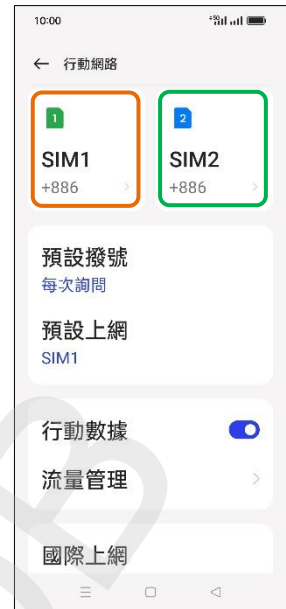 10:00
← 行動網路
1
2
SIM1
SIM2
+886
+886
預設撥號
每次詢問
預設上網
SIM1
行動數據
流量管理
國際上網